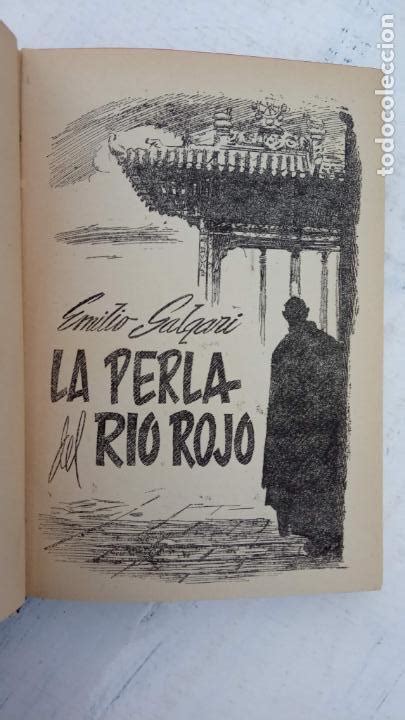 Emilio Salgari
LA PERLA
del RIO ROJO
todocoleccion